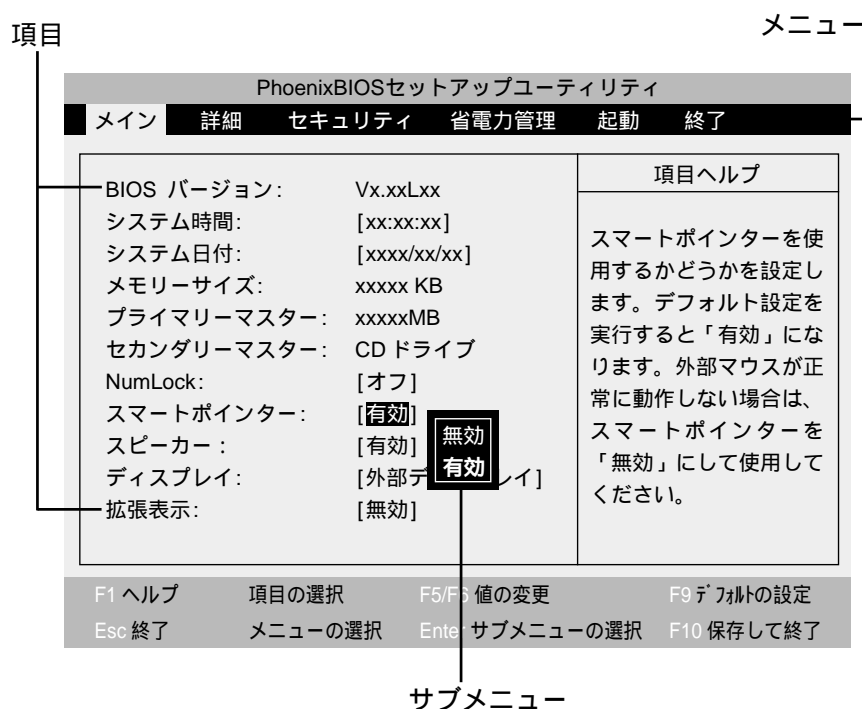 項目
メニュー
PhoenixBIOSセットアップユーティリティ
メイン 詳細 セキュリティ 省電力管理 起動 終了
BIOS バージョン: Vx.xxLxx
システム時間: [xx:xx:xx]
システム日付: [xxxx/xx/xx]
メモリーサイズ: xxxxx KB
プライマリーマスター: xxxxxMB
セカンダリーマスター: CD ドライブ
NumLock: [オフ]
スマートポインター: [有効]
スピーカー: [有効]
ディスプレイ: [外部デ レイ]
拡張表示: [無効]
無効
有効
項目ヘルプ
スマートポインターを使
用するかどうかを設定し
ます。デフォルト設定を
実行すると「有効」にな
ります。外部マウスが正
常に動作しない場合は、
スマートポインターを
「無効」にして使用して
ください。
F1 ヘルプ 項目の選択 F5/F6 値の変更 F9 デフォルトの設定
Esc 終了 メニューの選択 Enter サブメニューの選択 F10 保存して終了
サブメニュー